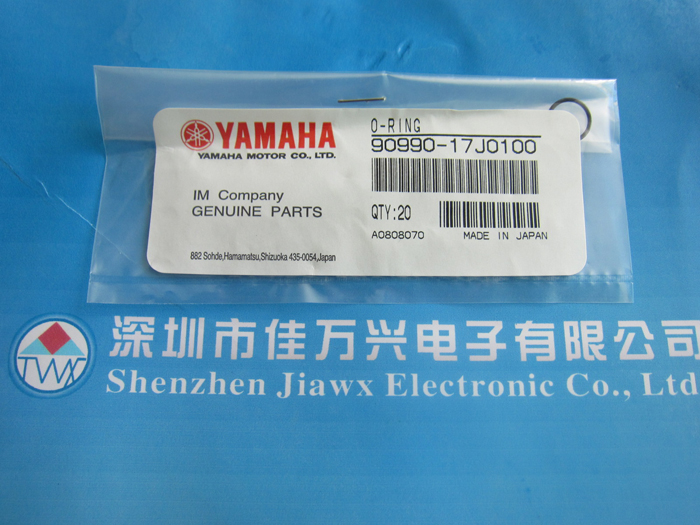 YAMAHA
YAMAHA MOTOR CO., LTD.
IM Company
GENUINE PARTS
882 Sohde,Hamamatsu,Shizuoka 435-0054,Japan
O-RING
90990-17J0100
QTY:20
A0808070 MADE IN JAPAN
TWX
深圳市佳万兴电子有限公司
Shenzhen Jiawx Electronic Co., Ltd